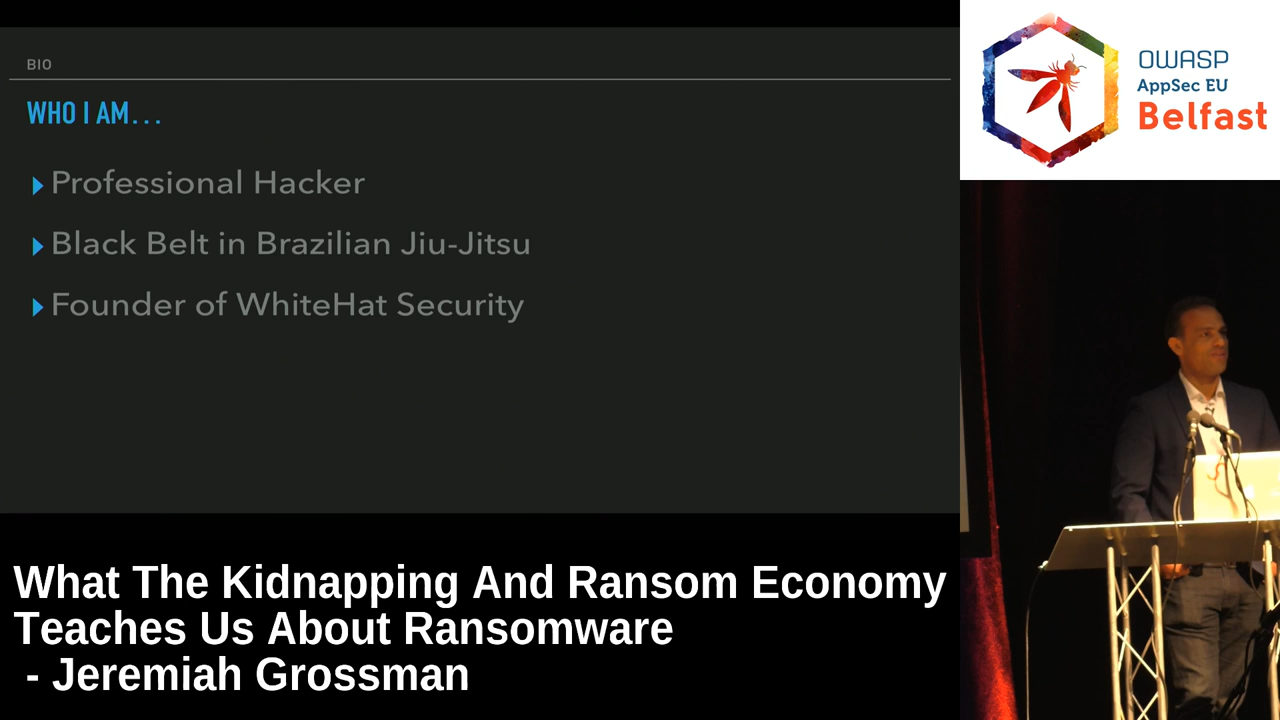 BIO
WHO I AM...
Professional Hacker
Black Belt in Brazilian Jiu-Jitsu
Founder of WhiteHat Security
OWASP
AppSec EU
Belfast
What The Kidnapping And Ransom Economy
Teaches Us About Ransomware
- Jeremiah Grossman